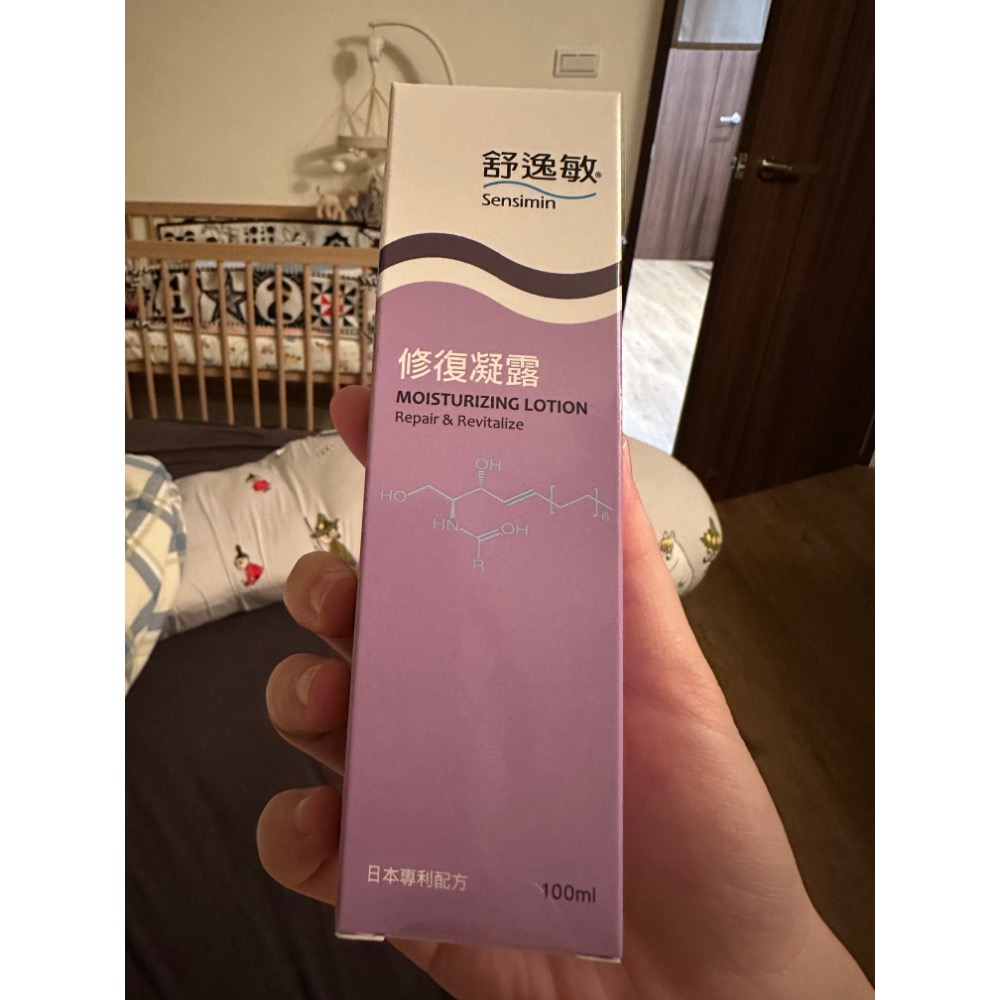 舒逸敏®
Sensimin
修復凝露
MOISTURIZING LOTION
Repair & Revitalize
OH
HO
6
HN
OH
R
日本專利配方
100ml